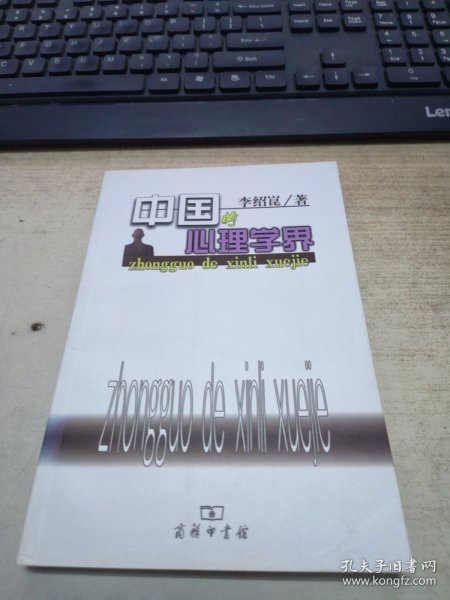 Leno
李绍崑/著
中国的
心理学界
zhongguo de xinli xuejie
zhongguo de xinli xuejie
商务印书馆
孔夫子旧书网
www.kongfz.com